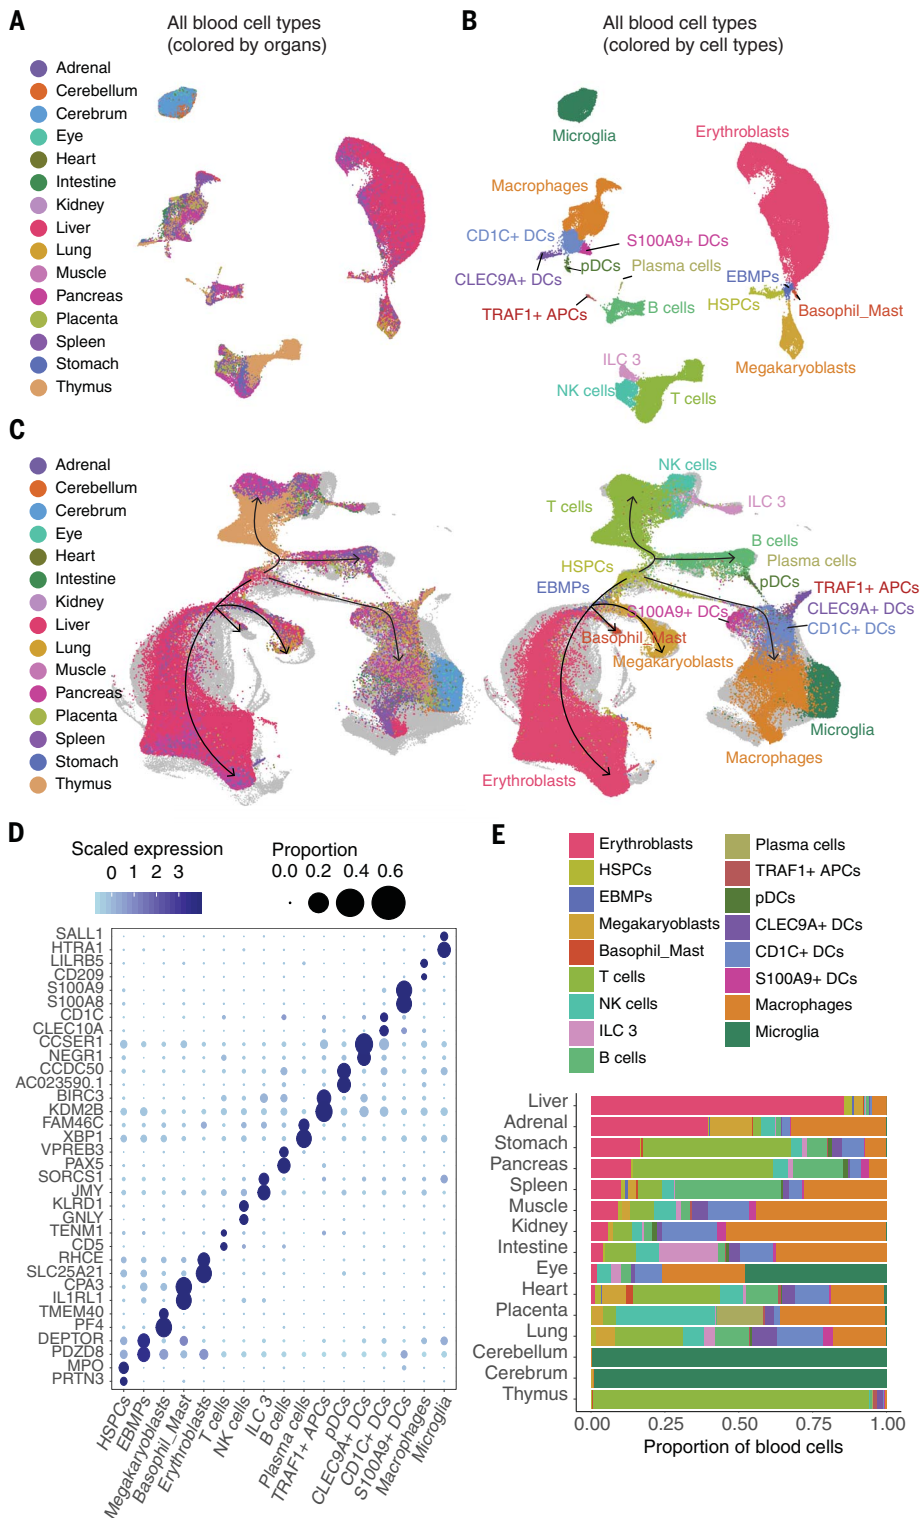 A
All blood cell types
(colored by organs)
Adrenal
Cerebellum
Cerebrum
Eye
Heart
Intestine
Kidney
Liver
Lung
Muscle
Pancreas
Placenta
Spleen
Stomach
Thymus
B
All blood cell types
(colored by cell types)
Microglia
Erythroblasts
Macrophages
CD1C+ DCs
S100A9+ DCs
CLEC9A+ DCs
pDCs
Plasma cells
EBMPs
HSPCs
TRAF1+ APCs
B cells
Basophil_Mast
Megakaryoblasts
ILC 3
NK cells
T cells
C
Adrenal
Cerebellum
Cerebrum
Eye
Heart
Intestine
Kidney
Liver
Lung
Muscle
Pancreas
Placenta
Spleen
Stomach
Thymus
NK cells
T cells
ILC 3
B cells
Plasma cells
HSPCs
pDCs
EBMPs
TRAF1+ APCs
S100A9+ DCs
CLEC9A+ DCs
CD1C+ DCs
Basophil_Mast
Megakaryoblasts
Microglia
Macrophages
Erythroblasts
D
Scaled expression
0 1 2 3
Proportion
0.0 0.2 0.4 0.6
SALL1
HTRA1
LILRB5
CD209
S100A9
S100A8
CD1C
CLEC10A
CCSER1
NEGR1
CCDC50
AC023590.1
BIRC3
KDM2B
FAM46C
XBP1
VPREB3
PAX5
SORCS1
JMY
KLRD1
GNLY
TENM1
CD5
RHCE
SLC25A21
CPA3
IL1RL1
TMEM40
PF4
DEPTOR
PDZD8
MPO
PRTN3
HSPCs
EBMPs
Megakaryoblasts
Basophil_Mast
Erythroblasts
T cells
NK cells
ILC 3
B cells
Plasma cells
TRAF1+ APCs
pDCs
CLEC9A+ DCs
CD1C+ DCs
S100A9+ DCs
Macrophages
Microglia
E
Erythroblasts
HSPCs
EBMPs
Megakaryoblasts
Basophil_Mast
T cells
NK cells
ILC 3
B cells
Plasma cells
TRAF1+ APCs
pDCs
CLEC9A+ DCs
CD1C+ DCs
S100A9+ DCs
Macrophages
Microglia
Liver
Adrenal
Stomach
Pancreas
Spleen
Muscle
Kidney
Intestine
Eye
Heart
Placenta
Lung
Cerebellum
Cerebrum
Thymus
0.00 0.25 0.50 0.75 1.00
Proportion of blood cells